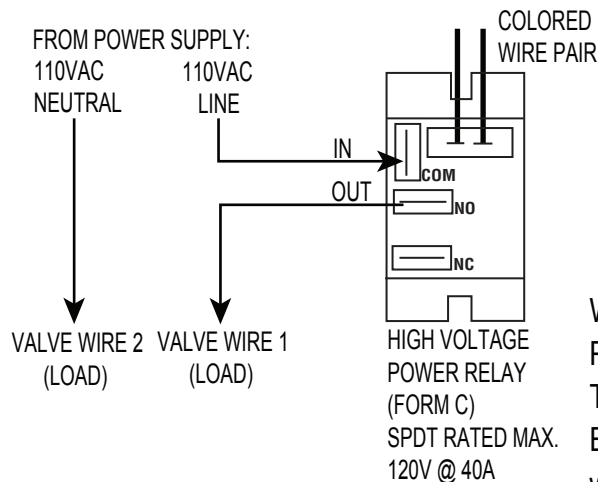 FROM POWER SUPPLY:
110VAC
NEUTRAL
110VAC
LINE
COLORED
WIRE PAIR
IN
COM
OUT
NO
NC
VALVE WIRE 2
(LOAD)
VALVE WIRE 1
(LOAD)
HIGH VOLTAGE
POWER RELAY
(FORM C)
SPDT RATED MAX.
120V @ 40A